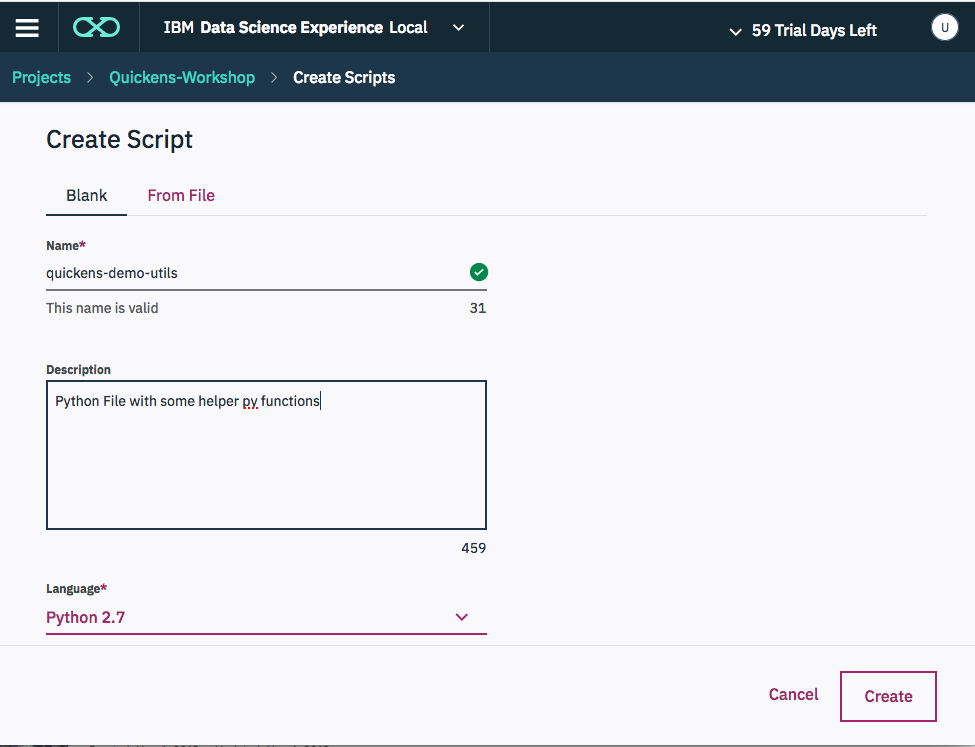 IBM Data Science Experience Local
59 Trial Days Left
U
Projects > Quickens-Workshop > Create Scripts
Create Script
Blank From File
Name*
quickens-demo-utils
This name is valid 31
Description
Python File with some helper py functions
459
Language*
Python 2.7
Cancel Create